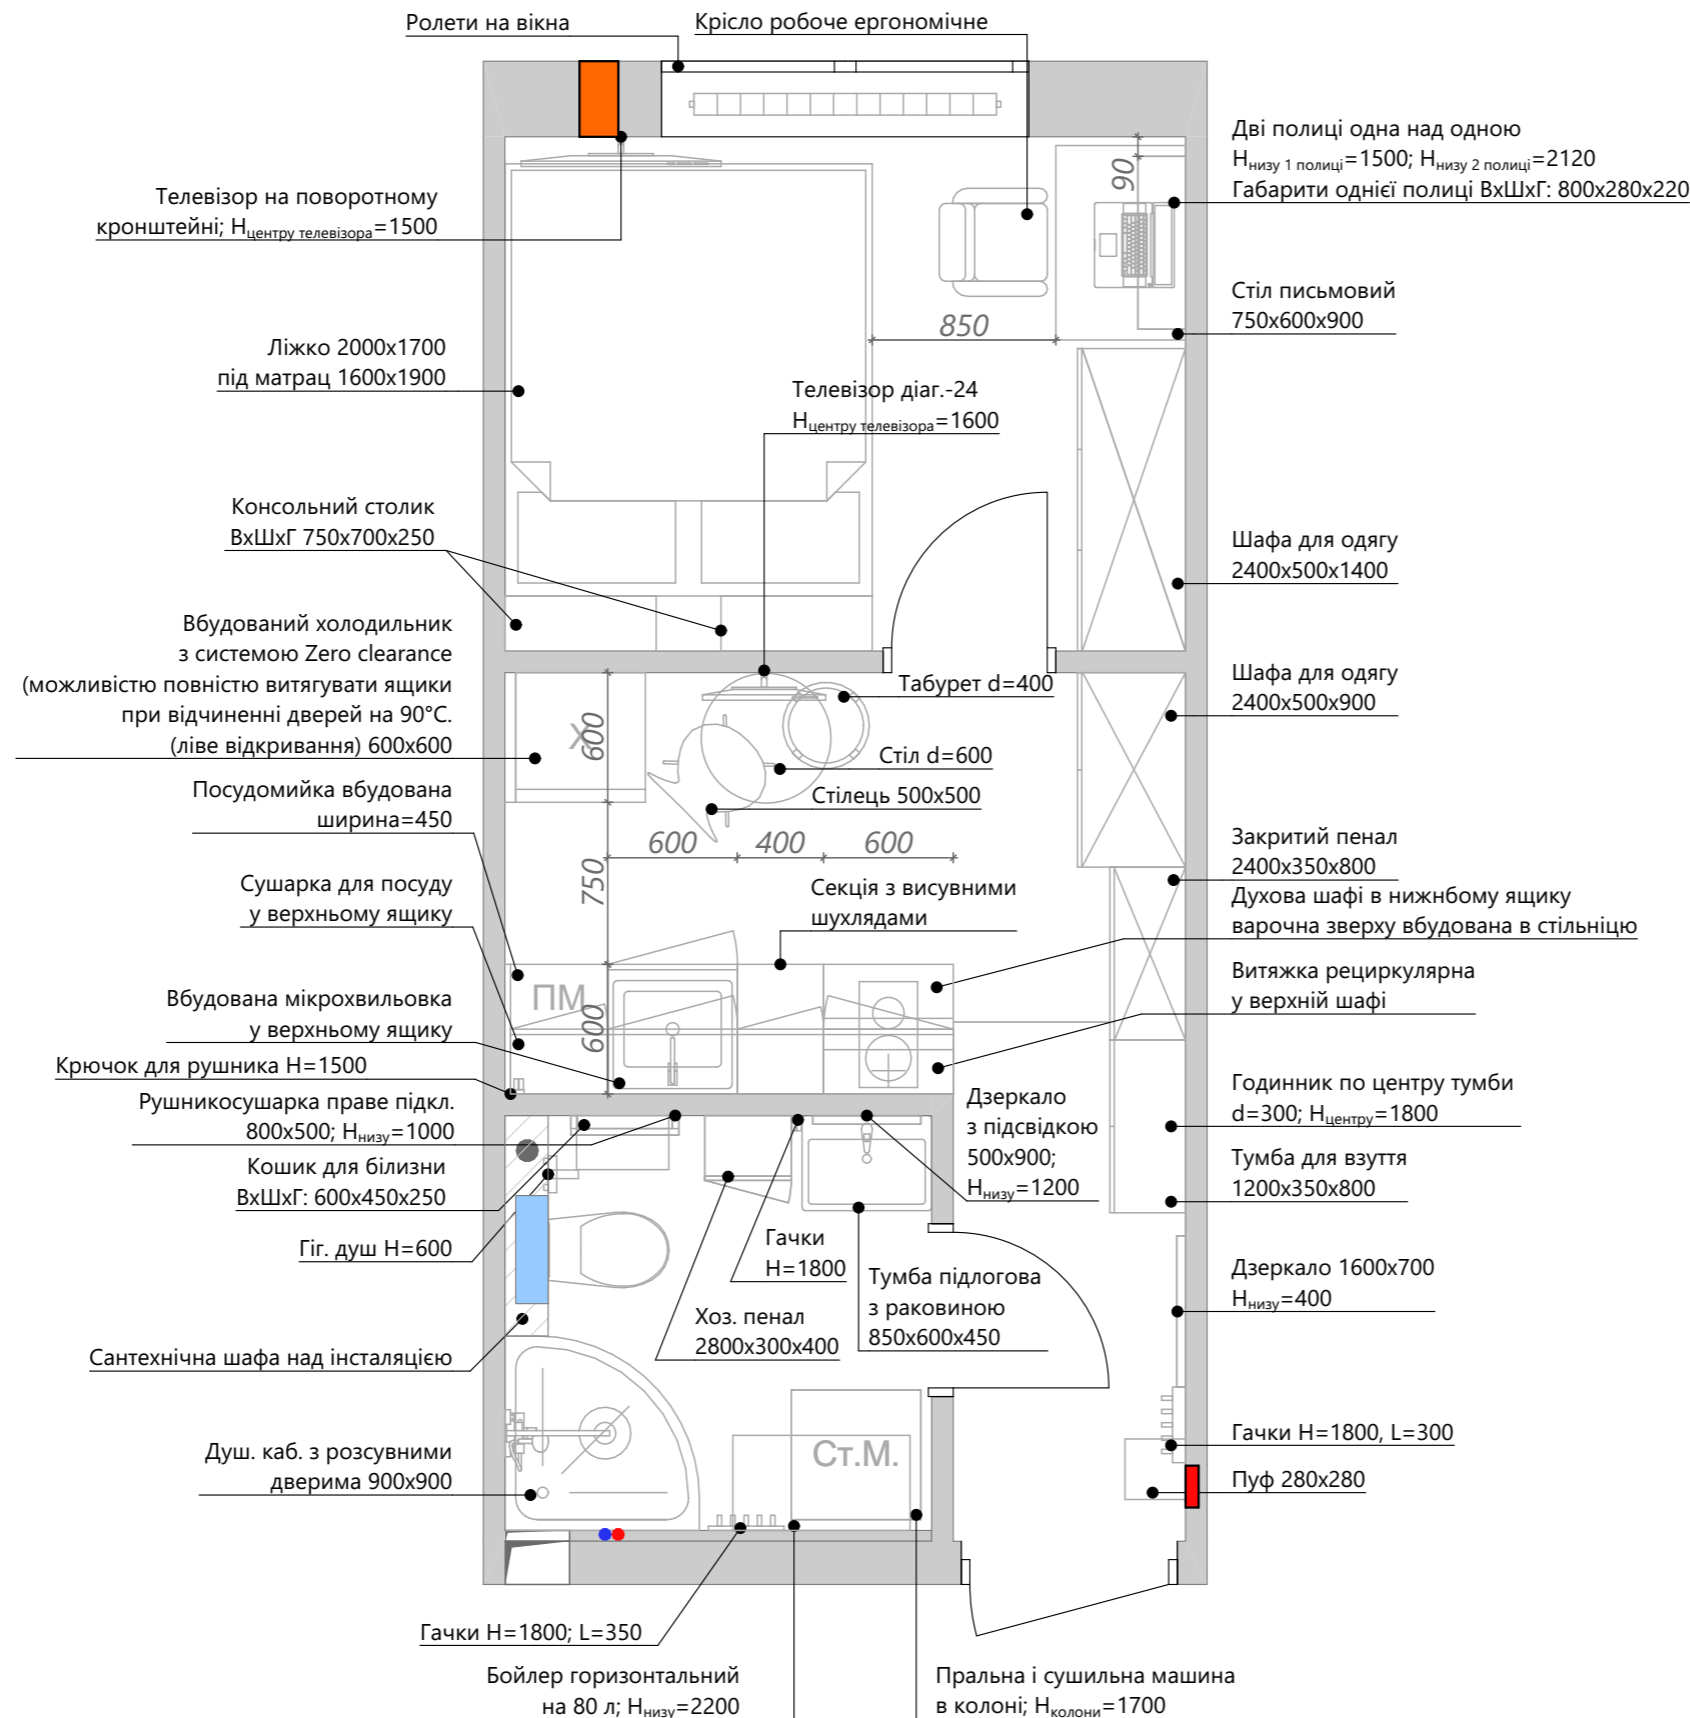 Ролети на вікна
Крісло робоче ергономічне
Дві полиці одна над одною
Hнизу 1 полиці=1500; Hнизу 2 полиці=2120
Габарити однієї полиці ВхШхГ: 800х280х220
90
Телевізор на поворотному
кронштейні; Hцентру телевізора=1500
Стіл письмовий
750х600х900
850
Ліжко 2000х1700
під матрац 1600х1900
Телевізор діаг.-24
Hцентру телевізора=1600
Консольний столик
ВхШхГ 750х700х250
Шафа для одягу
2400х500х1400
Вбудований холодильник
з системою Zero clearance
(можливістю повністю витягувати ящики
при відчиненні дверей на 90°С.
(ліве відкривання) 600х600
Х
600
Табурет d=400
Шафа для одягу
2400х500х900
Стіл d=600
Стілець 500х500
Посудомийка вбудована
ширина=450
600
400
600
750
Закритий пенал
2400х350х800
Сушарка для посуду
у верхньому ящику
Секція з висувними
шухлядами
Духова шафі в нижнбому ящику
варочна зверху вбудована в стільніцю
Вбудована мікрохвильовка
у верхньому ящику
ПМ
600
Витяжка рециркулярна
у верхній шафі
Крючок для рушника Н=1500
Рушникосушарка праве підкл.
800х500; Hнизу=1000
Дзеркало
з підсвідкою
500х900;
Hнизу=1200
Годинник по центру тумби
d=300; Hцентру=1800
Кошик для білизни
ВхШхГ: 600х450х250
Тумба для взуття
1200х350х800
Гіг. душ Н=600
Гачки
Н=1800
Тумба підлогова
з раковиною
850х600х450
Дзеркало 1600х700
Hнизу=400
Хоз. пенал
2800х300х400
Сантехнічна шафа над інсталяцією
Ст.М.
Гачки Н=1800, L=300
Душ. каб. з розсувними
дверима 900х900
Пуф 280х280
Гачки Н=1800; L=350
Бойлер горизонтальний
на 80 л; Hнизу=2200
Пральна і сушильна машина
в колоні; Hколони=1700